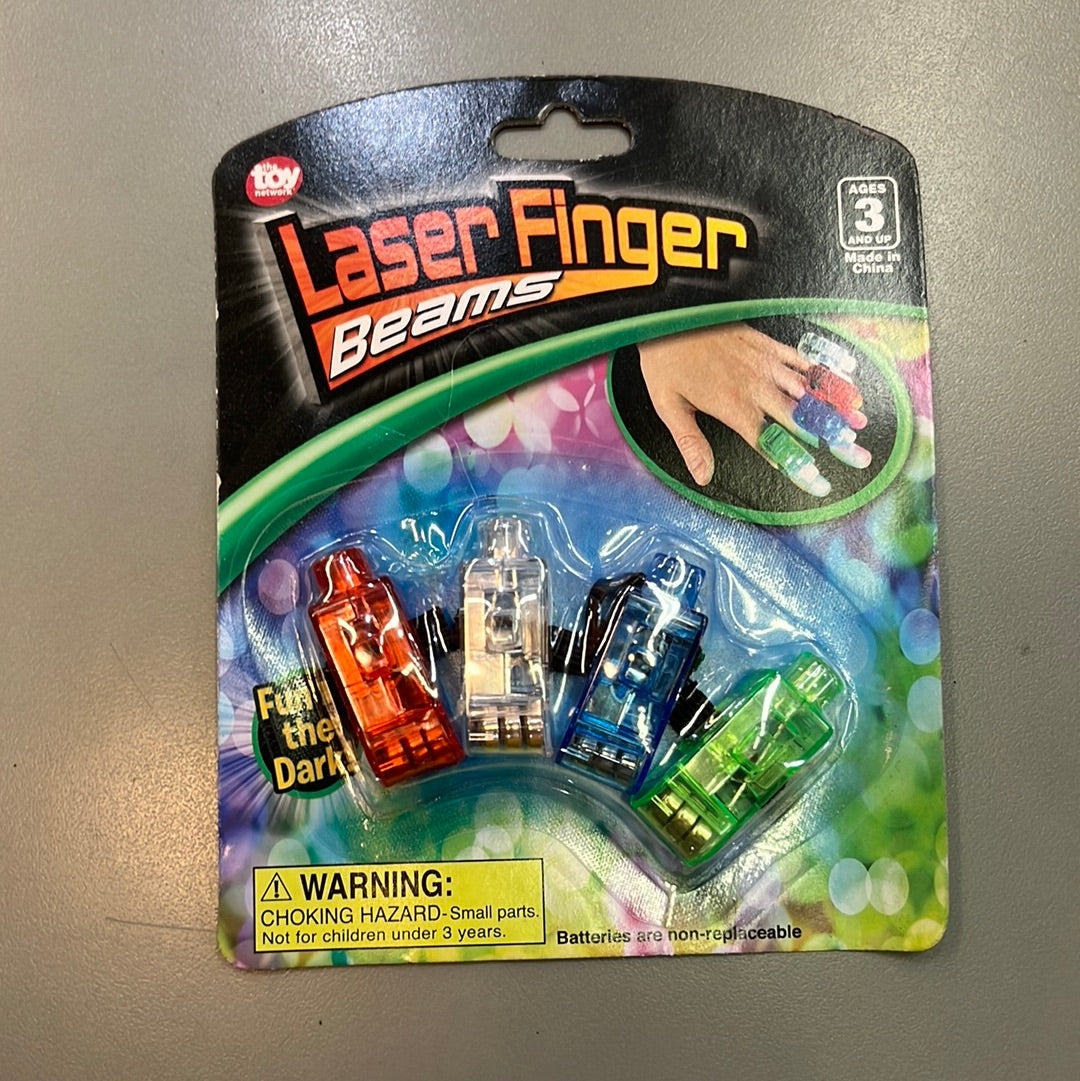 the
toy
network
AGES
3
AND UP
Made in
China
Laser Finger
Beams
Fun
the
Dark!
⚠ WARNING:
CHOKING HAZARD-Small parts.
Not for children under 3 years.
Batteries are non-replaceable